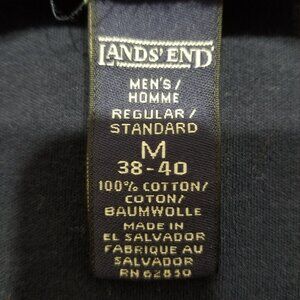 LANDS' END
MEN'S/
HOMME
REGULAR/
STANDARD
M
38-40
100% COTTON/
COTON/
BAUMWOLLE
MADE IN
EL SALVADOR
FABRIQUE AU
SALVADOR
RN 62830